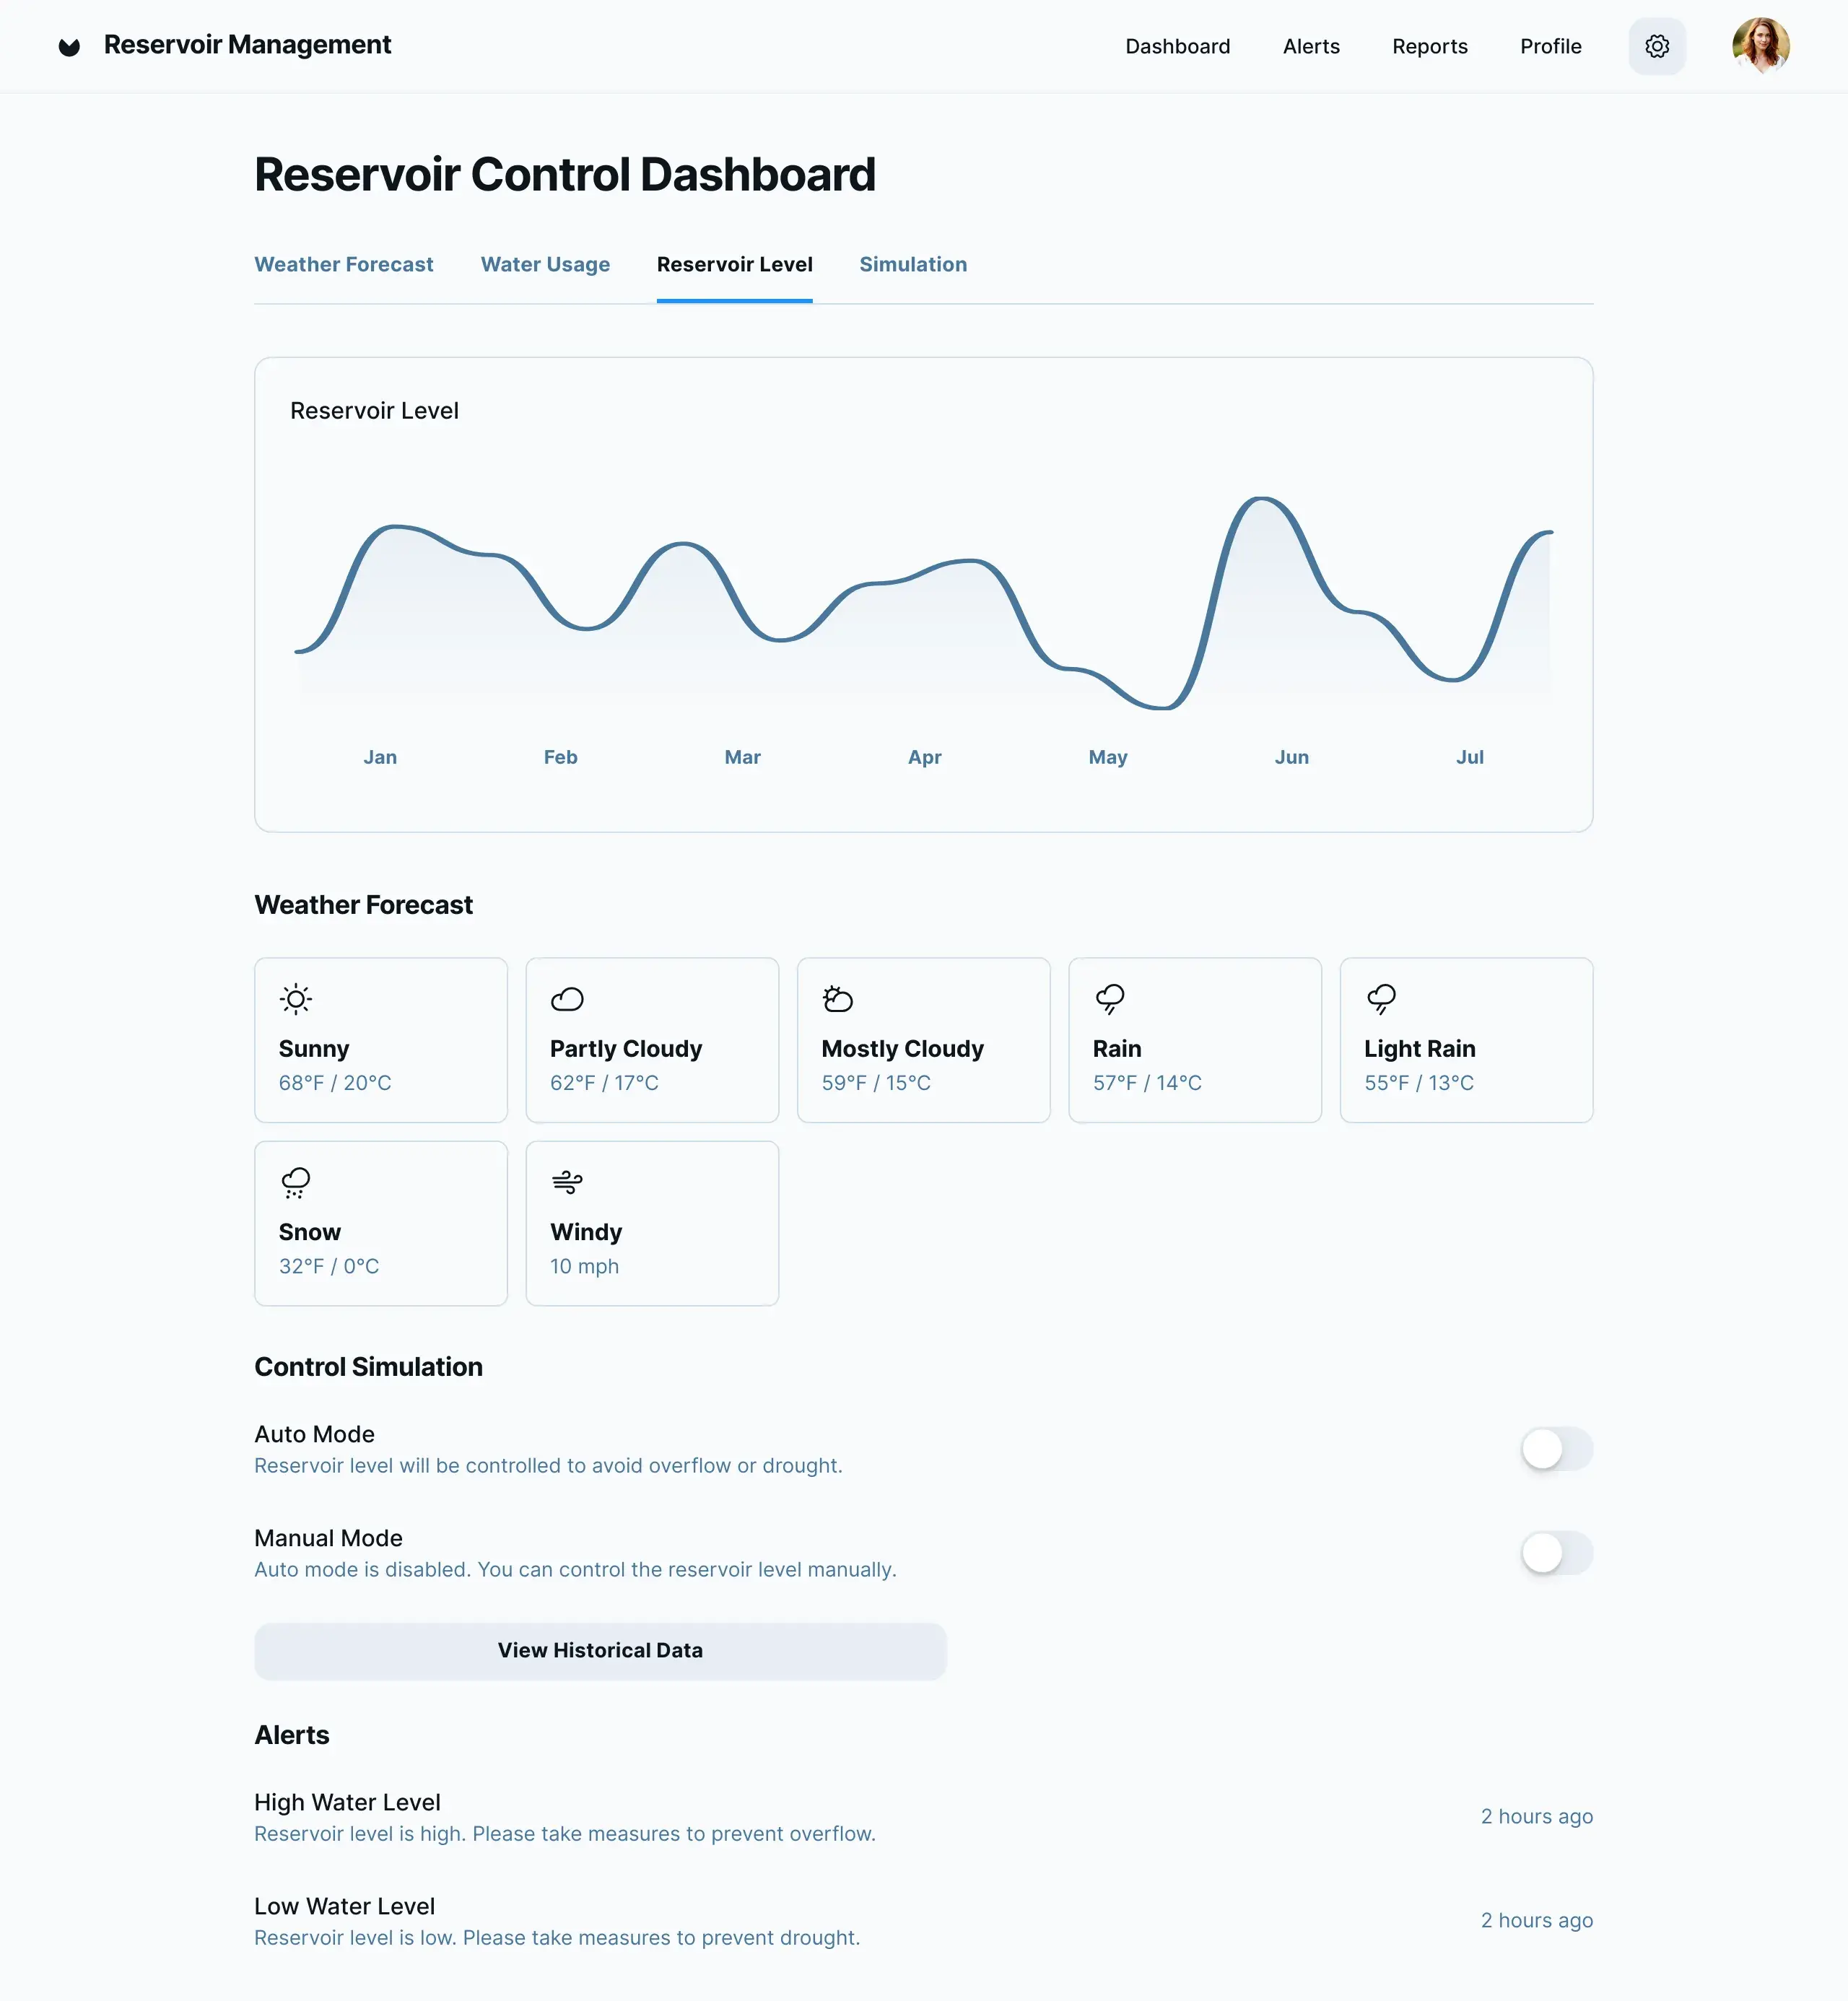 Reservoir Management
Dashboard
Alerts
Reports
Profile
Reservoir Control Dashboard
Weather Forecast
Water Usage
Reservoir Level
Simulation
Reservoir Level
Jan
Feb
Mar
Apr
May
Jun
Jul
Weather Forecast
Sunny
68°F / 20°C
Partly Cloudy
62°F / 17°C
Mostly Cloudy
59°F / 15°C
Rain
57°F / 14°C
Light Rain
55°F / 13°C
Snow
32°F / 0°C
Windy
10 mph
Control Simulation
Auto Mode
Reservoir level will be controlled to avoid overflow or drought.
Manual Mode
Auto mode is disabled. You can control the reservoir level manually.
View Historical Data
Alerts
High Water Level
Reservoir level is high. Please take measures to prevent overflow.
2 hours ago
Low Water Level
Reservoir level is low. Please take measures to prevent drought.
2 hours ago